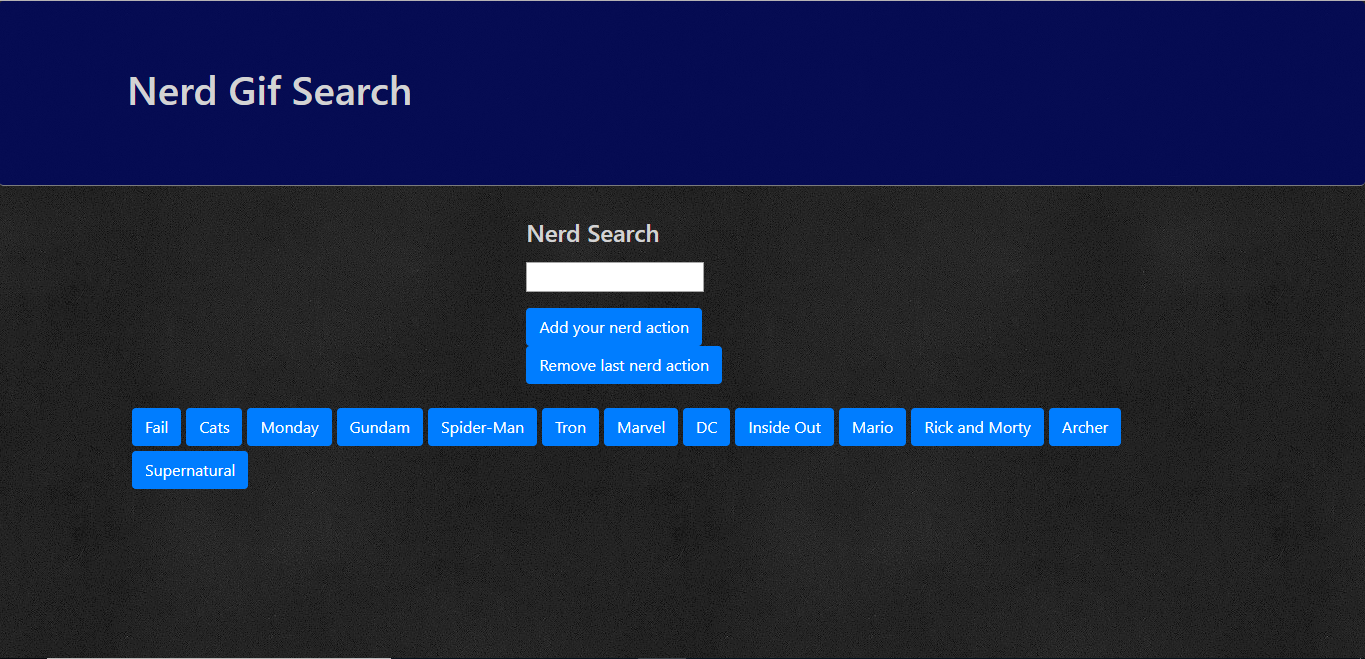 Nerd Gif Search
Nerd Search
Add your nerd action
Remove last nerd action
Fail Cats Monday Gundam Spider-Man Tron Marvel DC Inside Out Mario Rick and Morty Archer
Supernatural